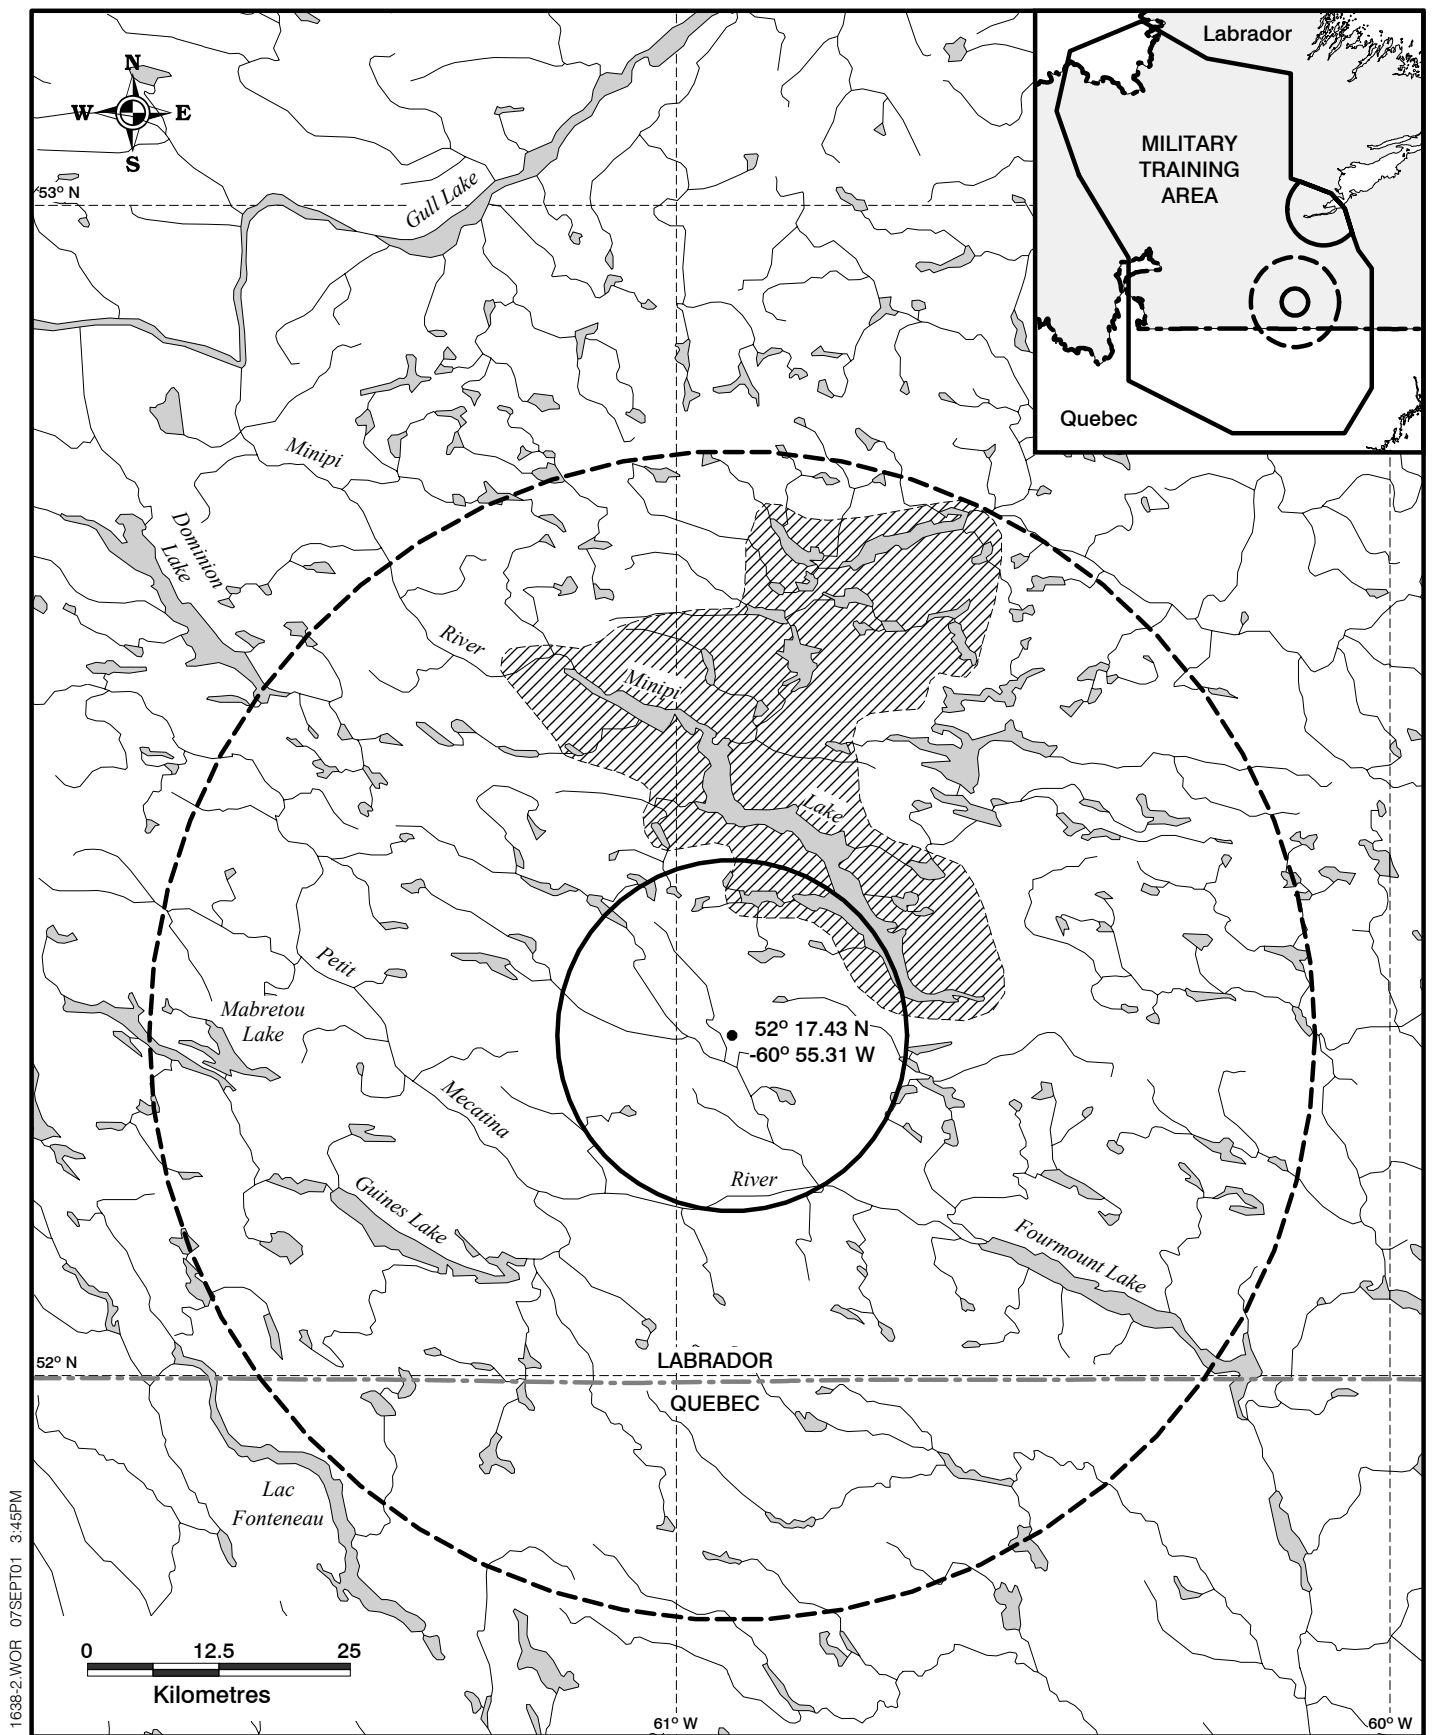 N
W E
S
53° N
Gull Lake
Labrador
MILITARY
TRAINING
AREA
Quebec
Minipi
Dominion
Lake
River
Minipi
Lake
Petit
Mabretou
Lake
52° 17.43 N
-60° 55.31 W
Mecatina
River
Guines Lake
Fourmount Lake
52° N
LABRADOR
QUEBEC
Lac
Fonteneau
0 12.5 25
Kilometres
61° W
60° W
1638-2.WOR 07SEPT01 3:45PM